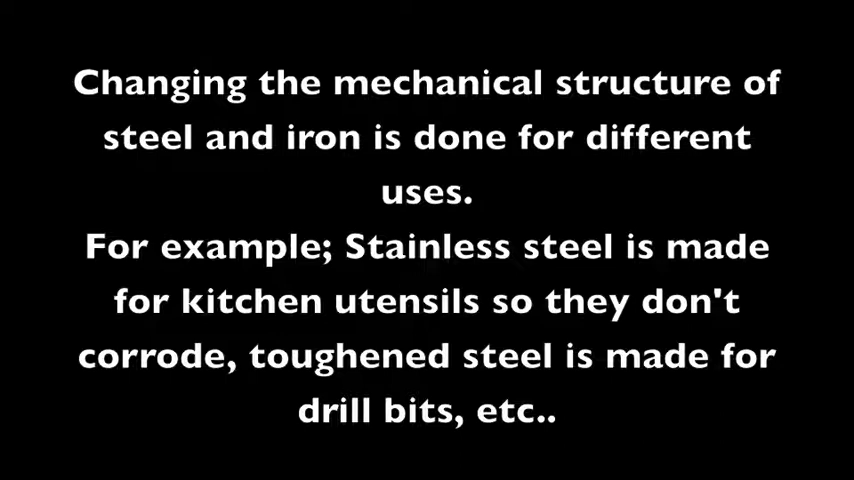 Changing the mechanical structure of
steel and iron is done for different
uses.
For example; Stainless steel is made
for kitchen utensils so they don't
corrode, toughened steel is made for
drill bits, etc..